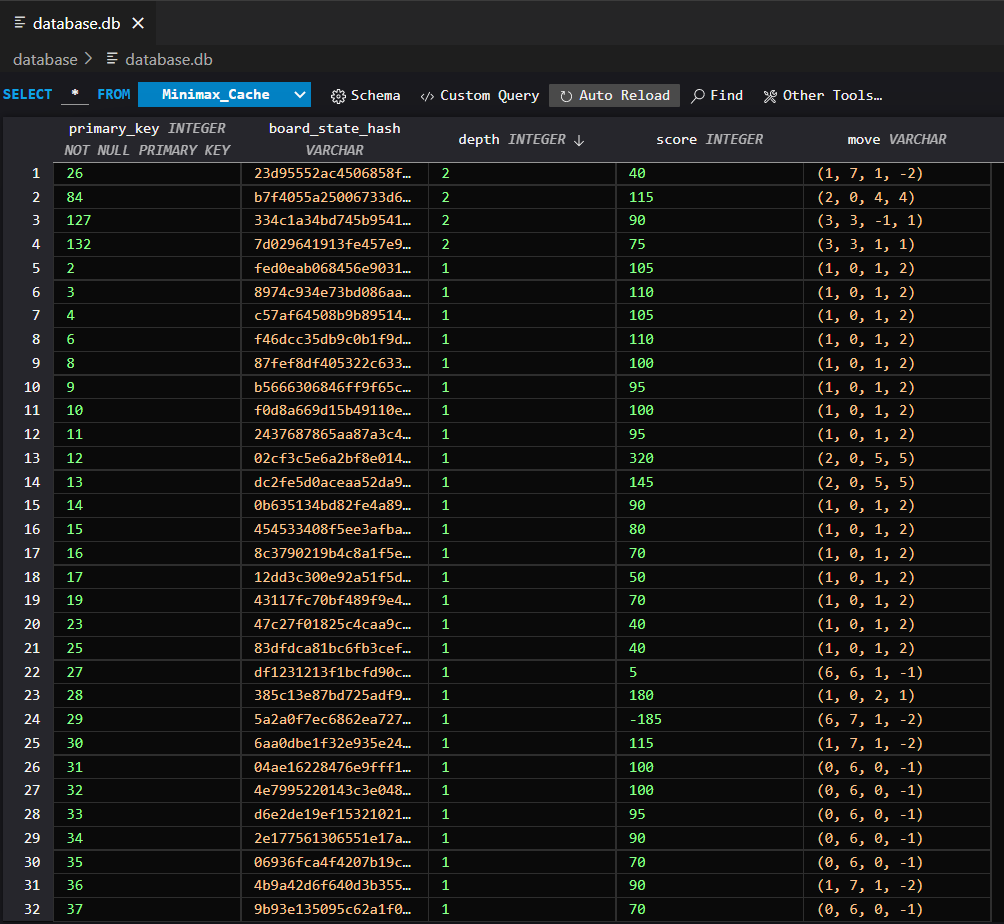 database.db
database > database.db
SELECT * FROM Minimax_Cache Schema Custom Query Auto Reload Find Other Tools…
primary_key INTEGER NOT NULL PRIMARY KEY board_state_hash VARCHAR depth INTEGER ↓ score INTEGER move VARCHAR
1 26 23d95552ac4506858f… 2 40 (1, 7, 1, -2)
2 84 b7f4055a25006733d6… 2 115 (2, 0, 4, 4)
3 127 334c1a34bd745b9541… 2 90 (3, 3, -1, 1)
4 132 7d029641913fe457e9… 2 75 (3, 3, 1, 1)
5 2 fed0eab068456e9031… 1 105 (1, 0, 1, 2)
6 3 8974c934e73bd086aa… 1 110 (1, 0, 1, 2)
7 4 c57af64508b9b89514… 1 105 (1, 0, 1, 2)
8 6 f46dcc35db9c0b1f9d… 1 110 (1, 0, 1, 2)
9 8 87fef8df405322c633… 1 100 (1, 0, 1, 2)
10 9 b5666306846ff9f65c… 1 95 (1, 0, 1, 2)
11 10 f0d8a669d15b49110e… 1 100 (1, 0, 1, 2)
12 11 2437687865aa87a3c4… 1 95 (1, 0, 1, 2)
13 12 02cf3c5e6a2bf8e014… 1 320 (2, 0, 5, 5)
14 13 dc2fe5d0aceaa52da9… 1 145 (2, 0, 5, 5)
15 14 0b635134bd82fe4a89… 1 90 (1, 0, 1, 2)
16 15 454533408f5ee3afba… 1 80 (1, 0, 1, 2)
17 16 8c3790219b4c8a1f5e… 1 70 (1, 0, 1, 2)
18 17 12dd3c300e92a51f5d… 1 50 (1, 0, 1, 2)
19 19 43117fc70bf489f9e4… 1 70 (1, 0, 1, 2)
20 23 47c27f01825c4caa9c… 1 40 (1, 0, 1, 2)
21 25 83dfdca81bc6fb3cef… 1 40 (1, 0, 1, 2)
22 27 df1231213f1bcfd90c… 1 5 (6, 6, 1, -1)
23 28 385c13e87bd725adf9… 1 180 (1, 0, 2, 1)
24 29 5a2a0f7ec6862ea727… 1 -185 (6, 7, 1, -2)
25 30 6aa0dbe1f32e935e24… 1 115 (1, 7, 1, -2)
26 31 04ae16228476e9fff1… 1 100 (0, 6, 0, -1)
27 32 4e7995220143c3e048… 1 100 (0, 6, 0, -1)
28 33 d6e2de19ef15321021… 1 95 (0, 6, 0, -1)
29 34 2e177561306551e17a… 1 90 (0, 6, 0, -1)
30 35 06936fca4f4207b19c… 1 70 (0, 6, 0, -1)
31 36 4b9a42d6f640d3b355… 1 90 (1, 7, 1, -2)
32 37 9b93e135095c62a1f0… 1 70 (0, 6, 0, -1)